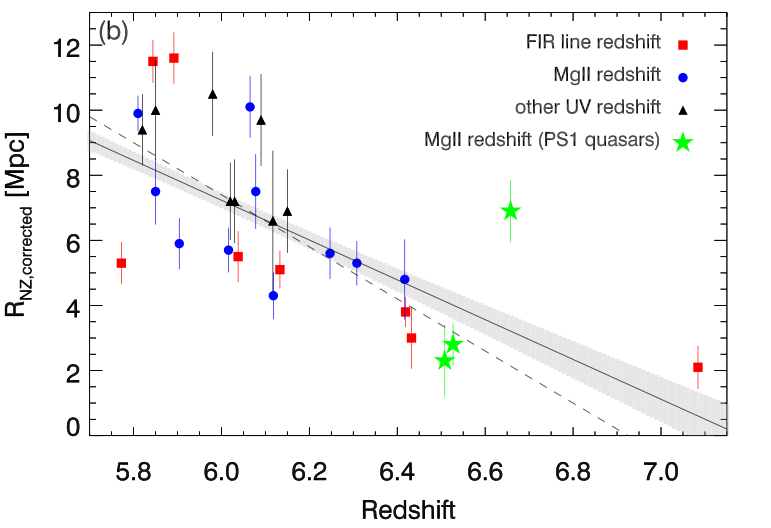 (b)
FIR line redshift
MgII redshift
other UV redshift
MgII redshift (PS1 quasars)
12
10
8
6
4
2
0
R_NZ,corrected [Mpc]
5.8 6.0 6.2 6.4 6.6 6.8 7.0
Redshift